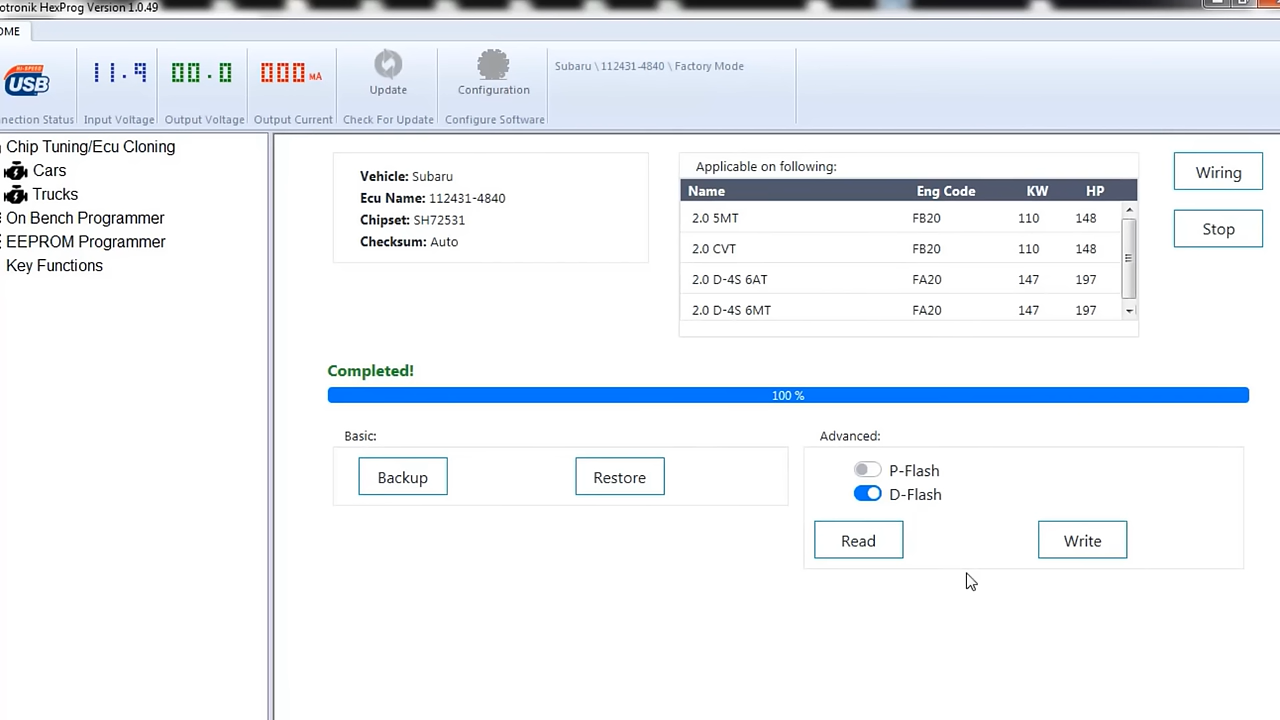 otronik HexProg Version 1.0.49
OME
HI-SPEED
USB
11.9
00.0
000 MA
Update
Configuration
Subaru \ 112431-4840 \ Factory Mode
nnection Status
Input Voltage
Output Voltage
Output Current
Check For Update
Configure Software
Chip Tuning/Ecu Cloning
Cars
Trucks
On Bench Programmer
EEPROM Programmer
Key Functions
Vehicle: Subaru
Ecu Name: 112431-4840
Chipset: SH72531
Checksum: Auto
Applicable on following:
Name Eng Code KW HP
2.0 5MT FB20 110 148
2.0 CVT FB20 110 148
2.0 D-4S 6AT FA20 147 197
2.0 D-4S 6MT FA20 147 197
Wiring
Stop
Completed!
100 %
Basic:
Backup
Restore
Advanced:
P-Flash
D-Flash
Read
Write